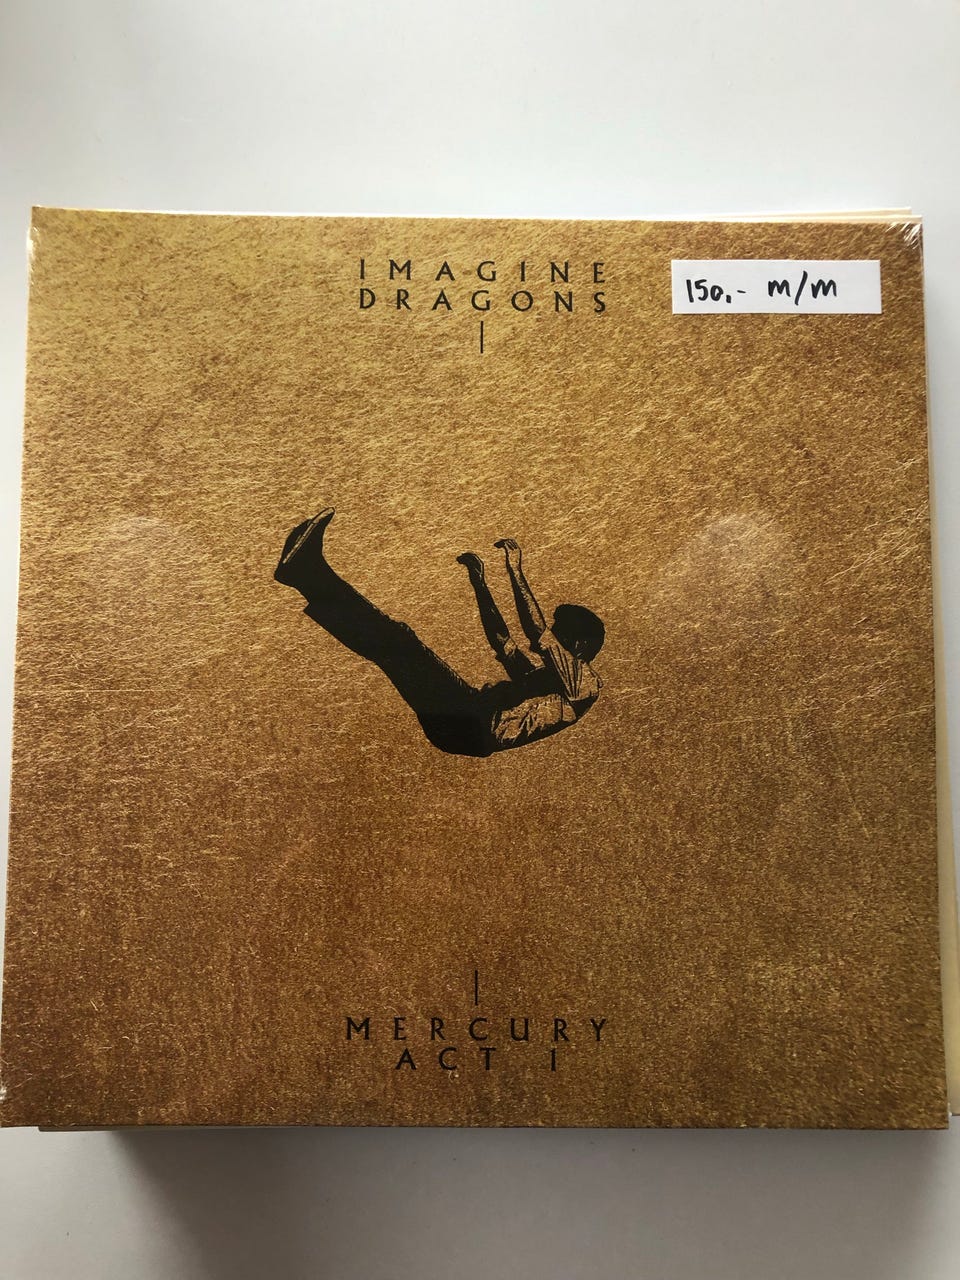 IMAGINE
DRAGONS
150,- m/m
MERCURY
ACT I